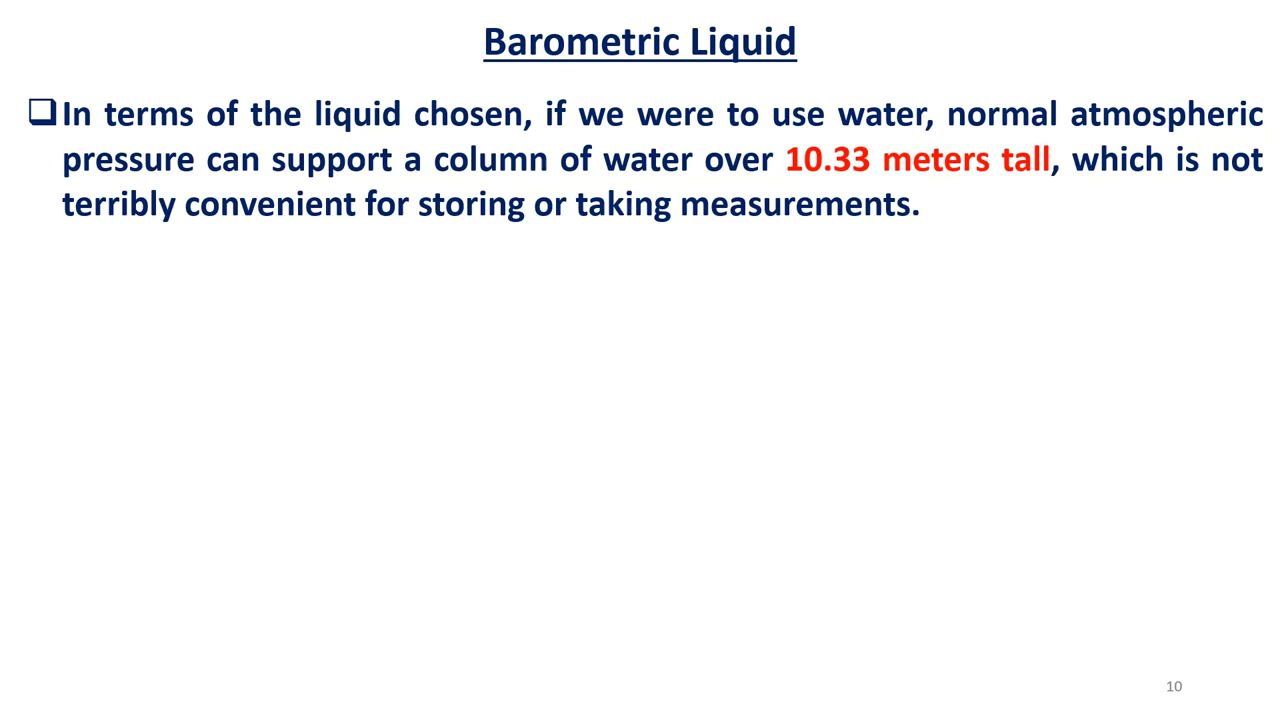 Barometric Liquid
In terms of the liquid chosen, if we were to use water, normal atmospheric
pressure can support a column of water over 10.33 meters tall, which is not
terribly convenient for storing or taking measurements.
10